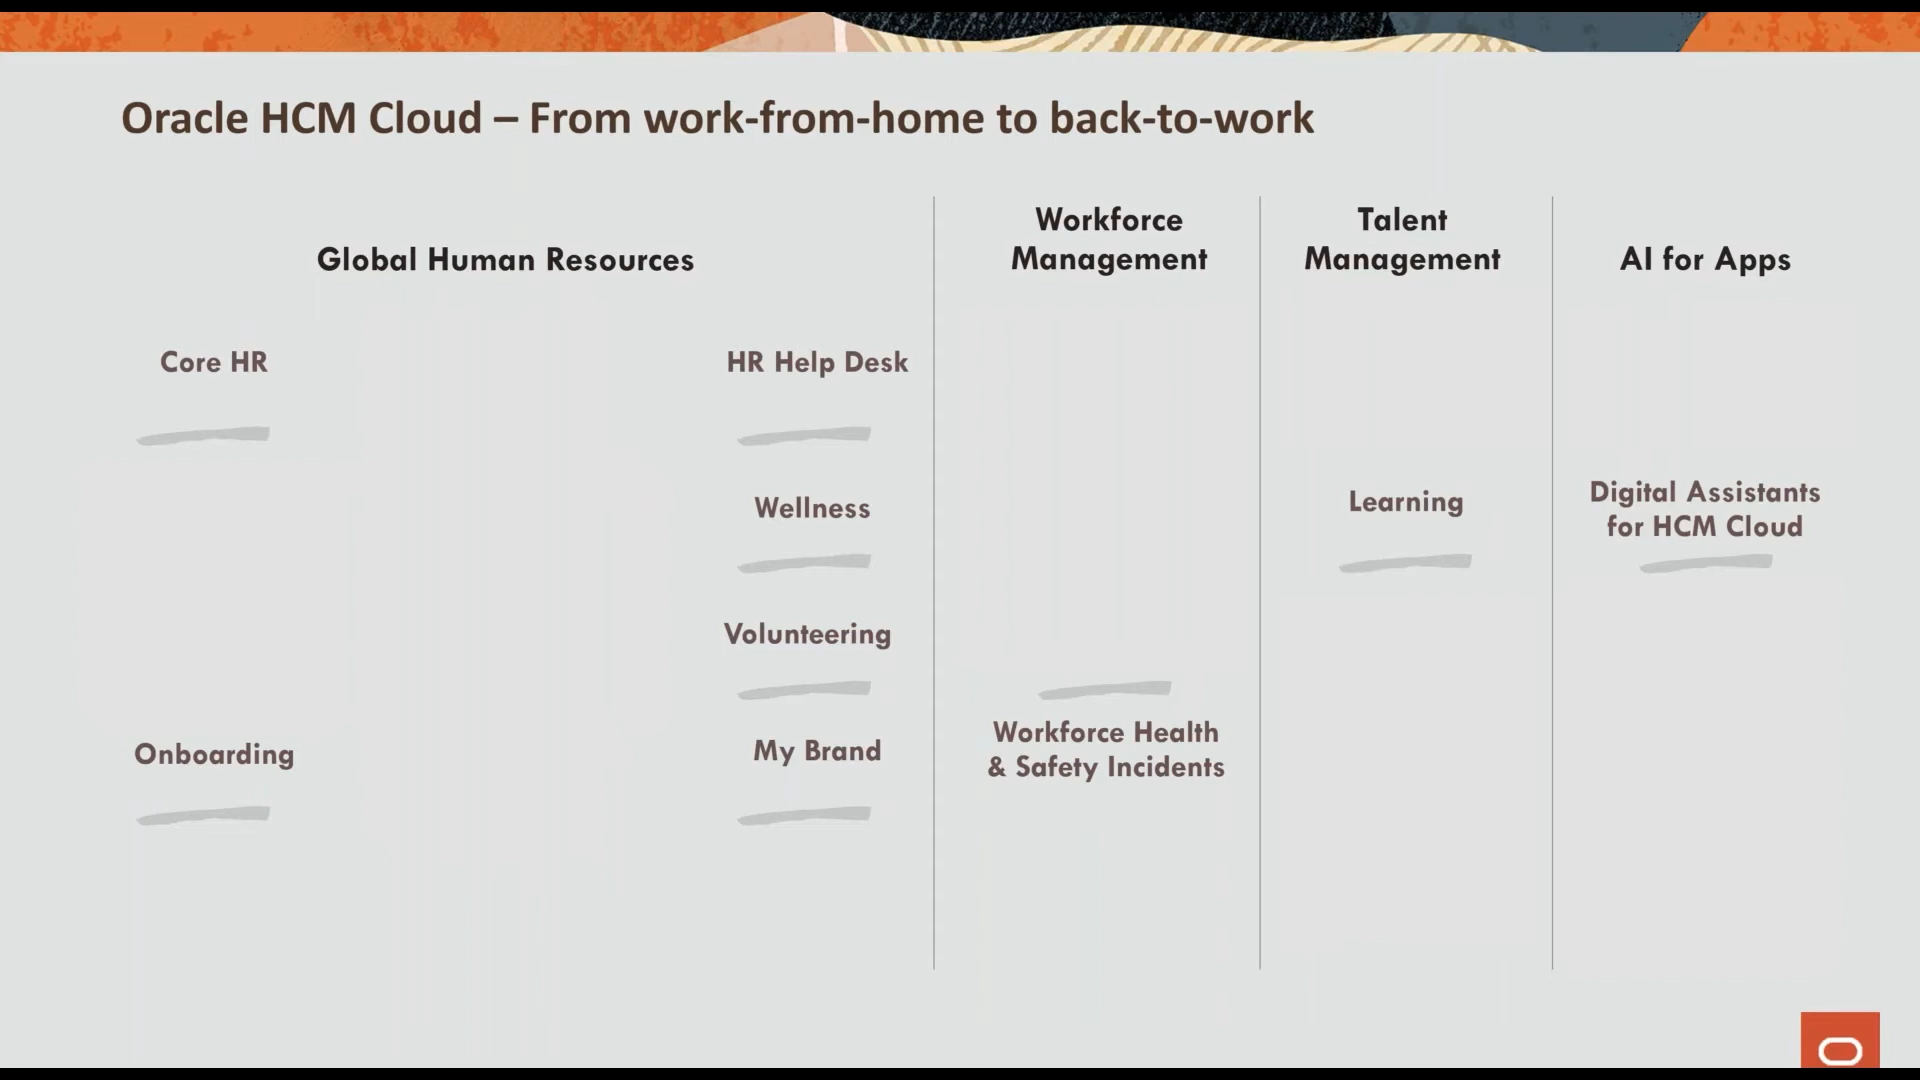 Oracle HCM Cloud – From work-from-home to back-to-work
Global Human Resources
Workforce
Management
Talent
Management
AI for Apps
Core HR
HR Help Desk
Wellness
Learning
Digital Assistants
for HCM Cloud
Volunteering
Onboarding
My Brand
Workforce Health
& Safety Incidents